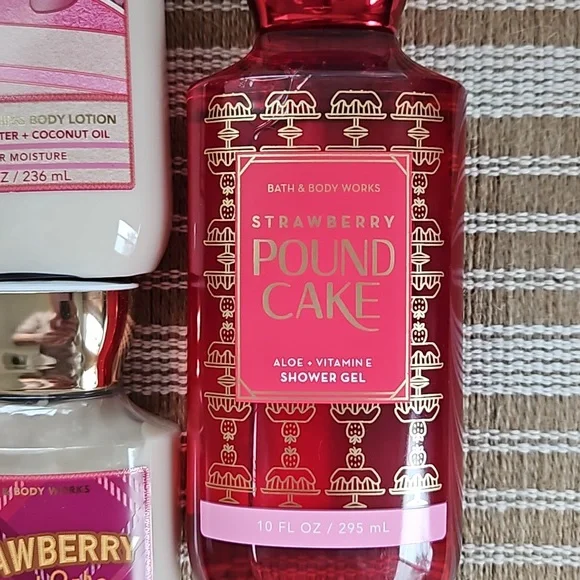 BODY LOTION
+ COCONUT OIL
MOISTURE
/ 236 mL
BODY WORKS
AWBERRY
BATH & BODY WORKS
STRAWBERRY
POUND
CAKE
ALOE + VITAMIN E
SHOWER GEL
10 FL OZ / 295 mL